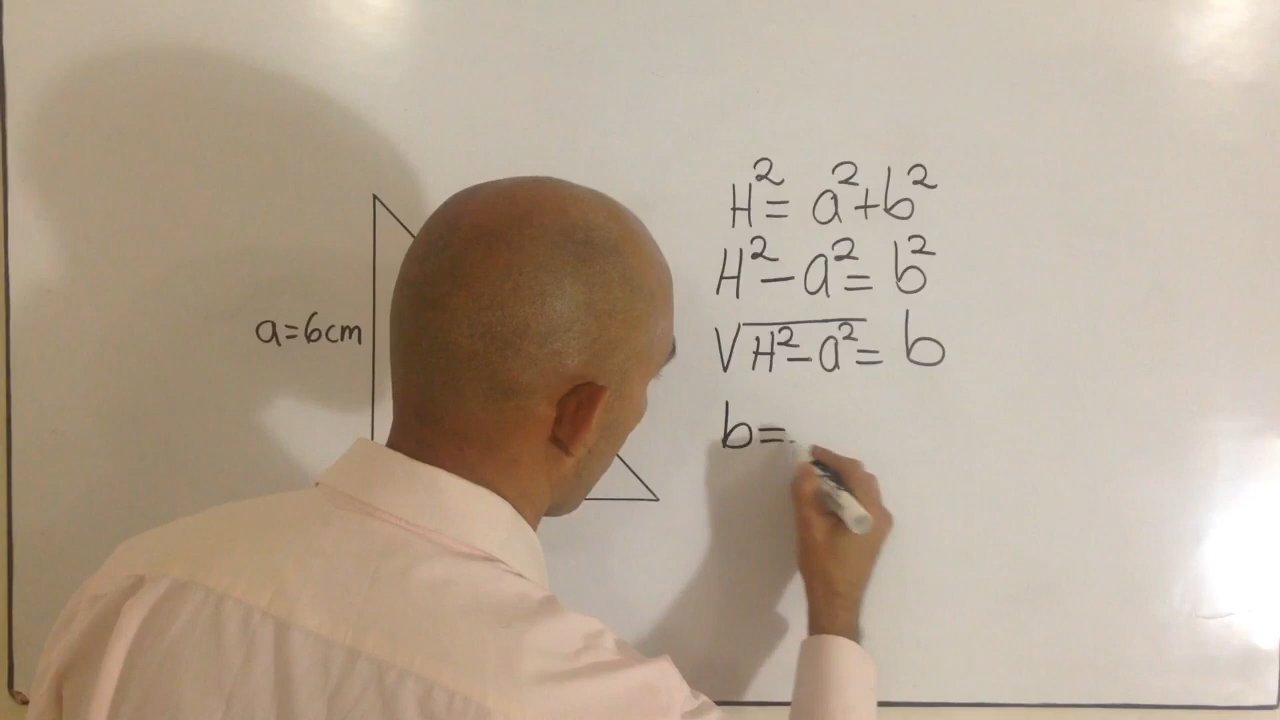 a=6cm
H²= a²+b²
H²-a²= b²
√H²-a²= b
b=